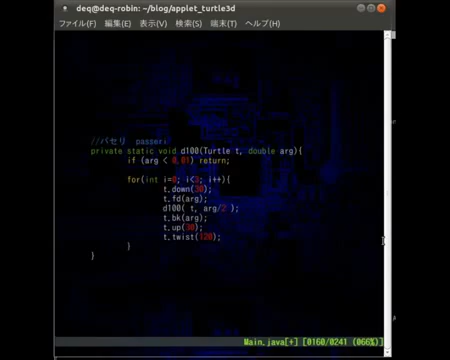 deq@deq-robin: ~/blog/applet_turtle3d
ファイル(F) 編集(E) 表示(V) 検索(S) 端末(T) ヘルプ(H)
//パセリ passeri
private static void d100(Turtle t, double arg){
if (arg < 0.01) return;
for(int i=0; i<3; i++){
t.down(30);
t.fd(arg);
d100( t, arg/2 );
t.bk(arg);
t.up(30);
t.twist(120);
}
}
Main.java[+] [0160/0241 (066%)]